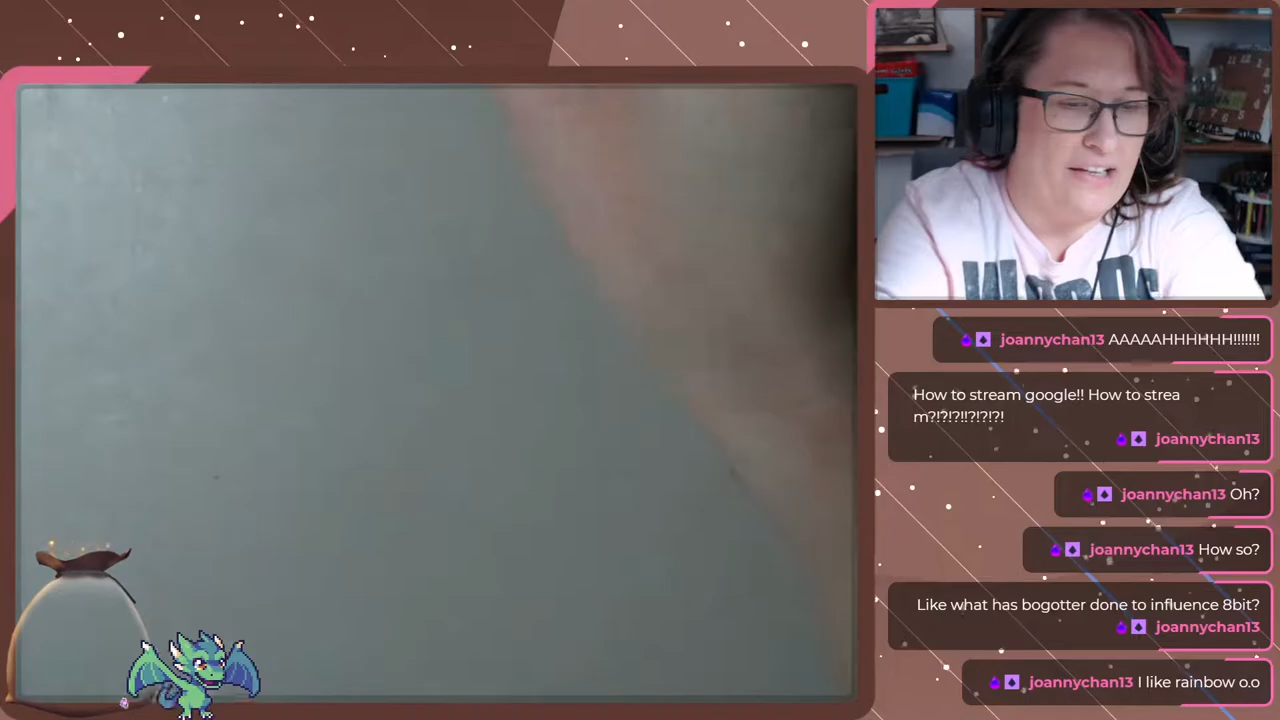 joannychan13 AAAAAHHHHHH!!!!!!!
How to stream google!! How to strea
m?!?!?!!?!?!?!
joannychan13
joannychan13 Oh?
joannychan13 How so?
Like what has bogotter done to influence 8bit?
joannychan13
joannychan13 I like rainbow o.o